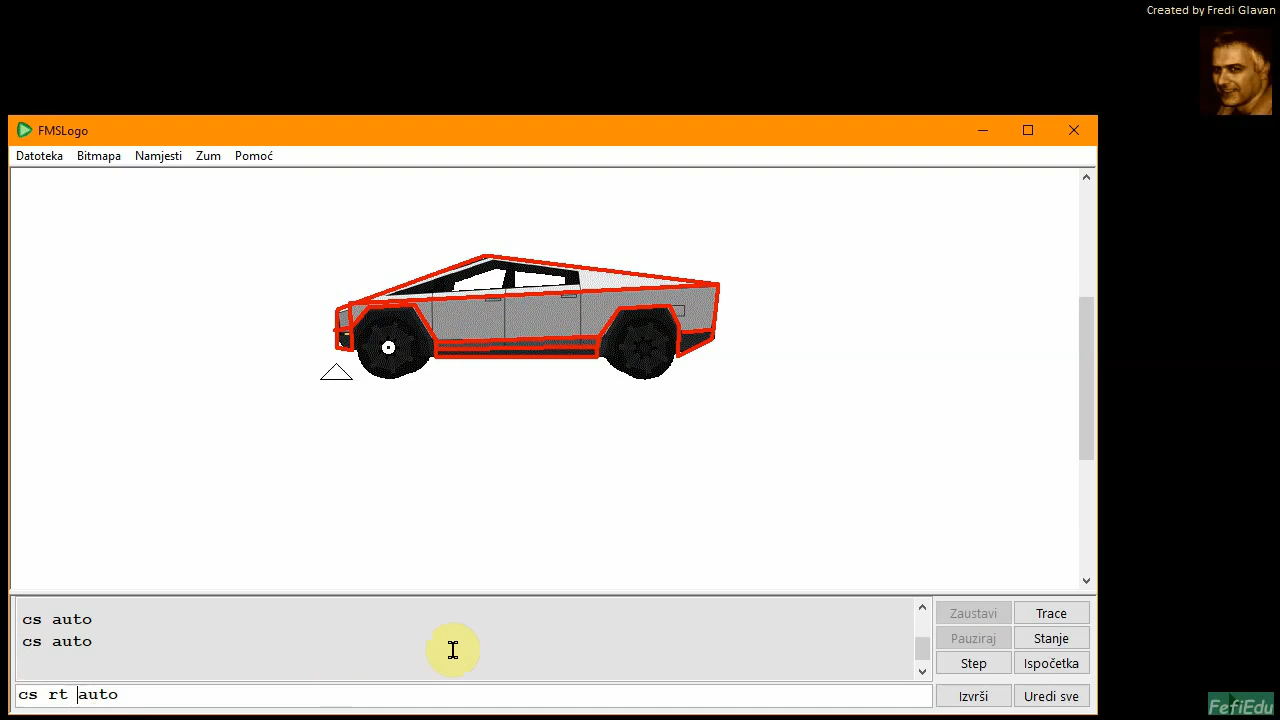 Created by Fredi Glavan
FMSLogo
Datoteka Bitmapa Namjesti Zum Pomoć
cs auto
cs auto
cs rt auto
Zaustavi Trace
Pauziraj Stanje
Step Ispočetka
Izvrši Uredi sve
FefiEdu